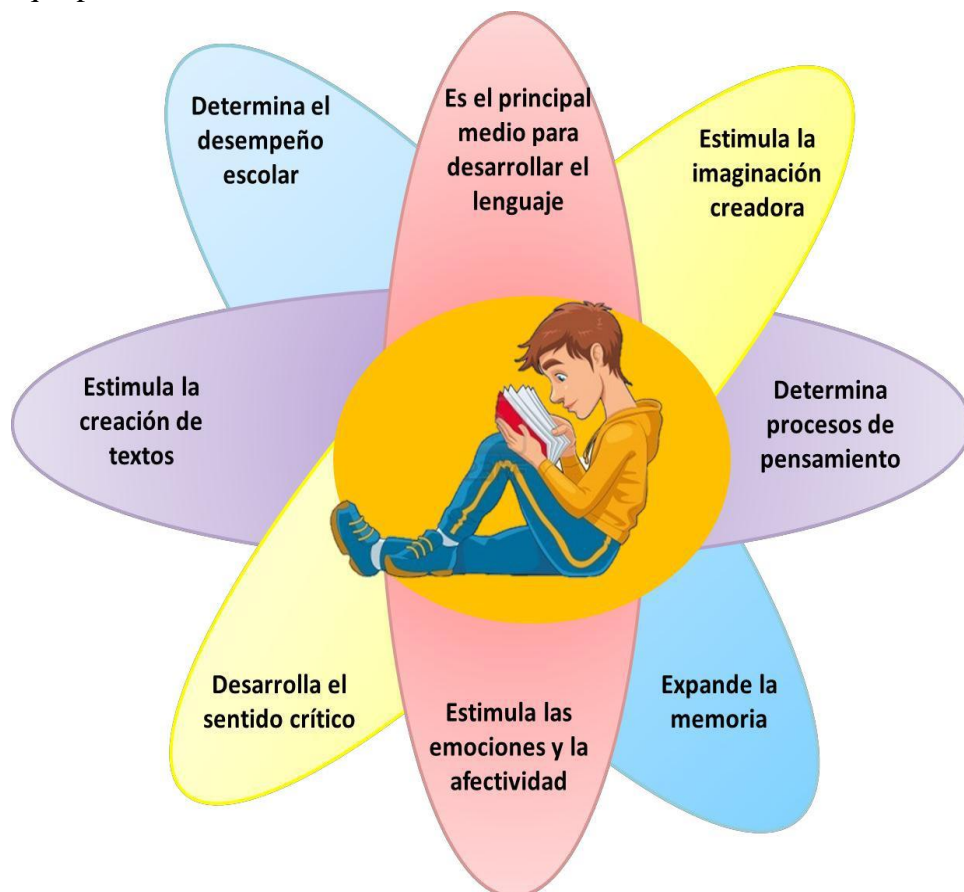 Es el principal
medio para
desarrollar el
lenguaje
Estimula la
imaginación
creadora
Determina
procesos de
pensamiento
Expande la
memoria
Estimula las
emociones y la
afectividad
Desarrolla el
sentido crítico
Estimula la
creación de
textos
Determina el
desempeño
escolar